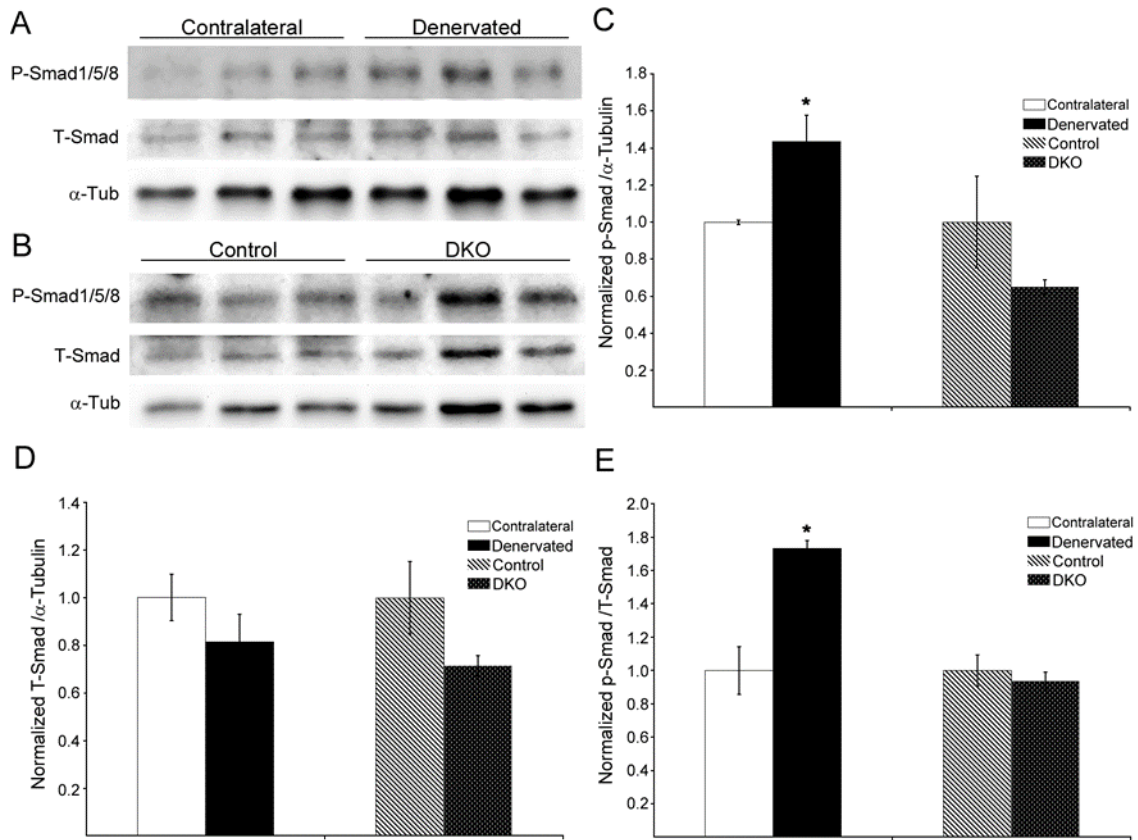 A
Contralateral Denervated
P-Smad1/5/8
T-Smad
α-Tub
B
Control DKO
P-Smad1/5/8
T-Smad
α-Tub
C
Normalized p-Smad /α-Tubulin
1.8
1.6
1.4
1.2
1.0
0.8
0.6
0.4
0.2
*
Contralateral
Denervated
Control
DKO
D
Normalized T-Smad /α-Tubulin
1.4
1.2
1.0
0.8
0.6
0.4
0.2
Contralateral
Denervated
Control
DKO
E
Normalized p-Smad /T-Smad
2.0
1.8
1.6
1.4
1.2
1.0
0.8
0.6
0.4
0.2
*
Contralateral
Denervated
Control
DKO